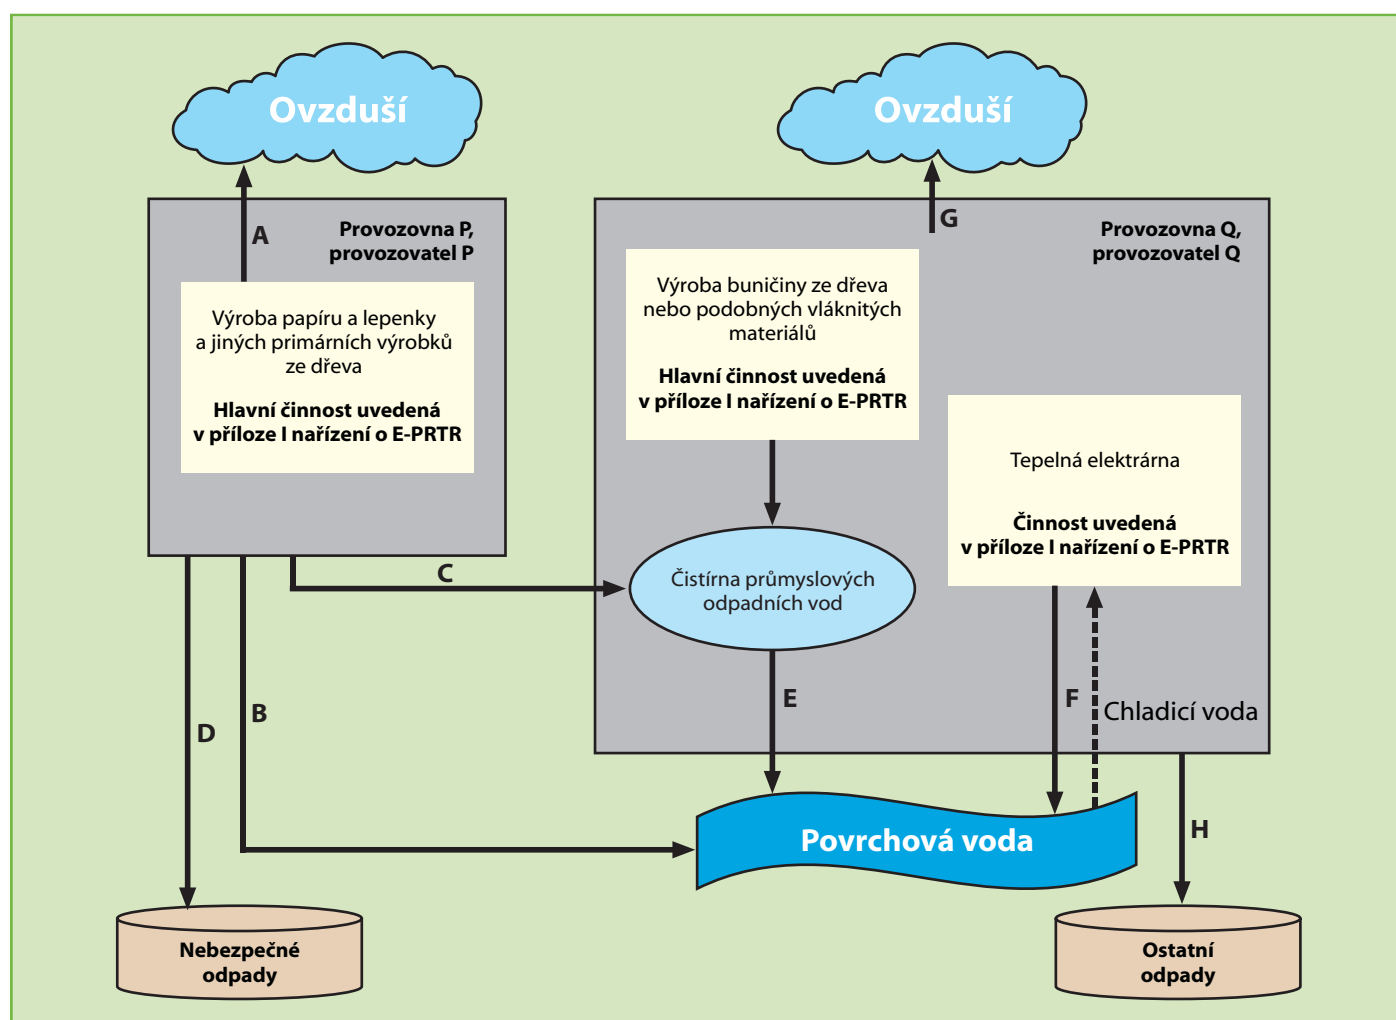 Ovzduší
Ovzduší
A
Provozovna P,
provozovatel P
G
Provozovna Q,
provozovatel Q
Výroba papíru a lepenky
a jiných primárních výrobků
ze dřeva
Hlavní činnost uvedená
v příloze I nařízení o E-PRTR
Výroba buničiny ze dřeva
nebo podobných vláknitých
materiálů
Hlavní činnost uvedená
v příloze I nařízení o E-PRTR
Tepelná elektrárna
Činnost uvedená
v příloze I nařízení o E-PRTR
C
Čistírna průmyslových
odpadních vod
D
B
E
F
Chladicí voda
Povrchová voda
H
Nebezpečné
odpady
Ostatní
odpady